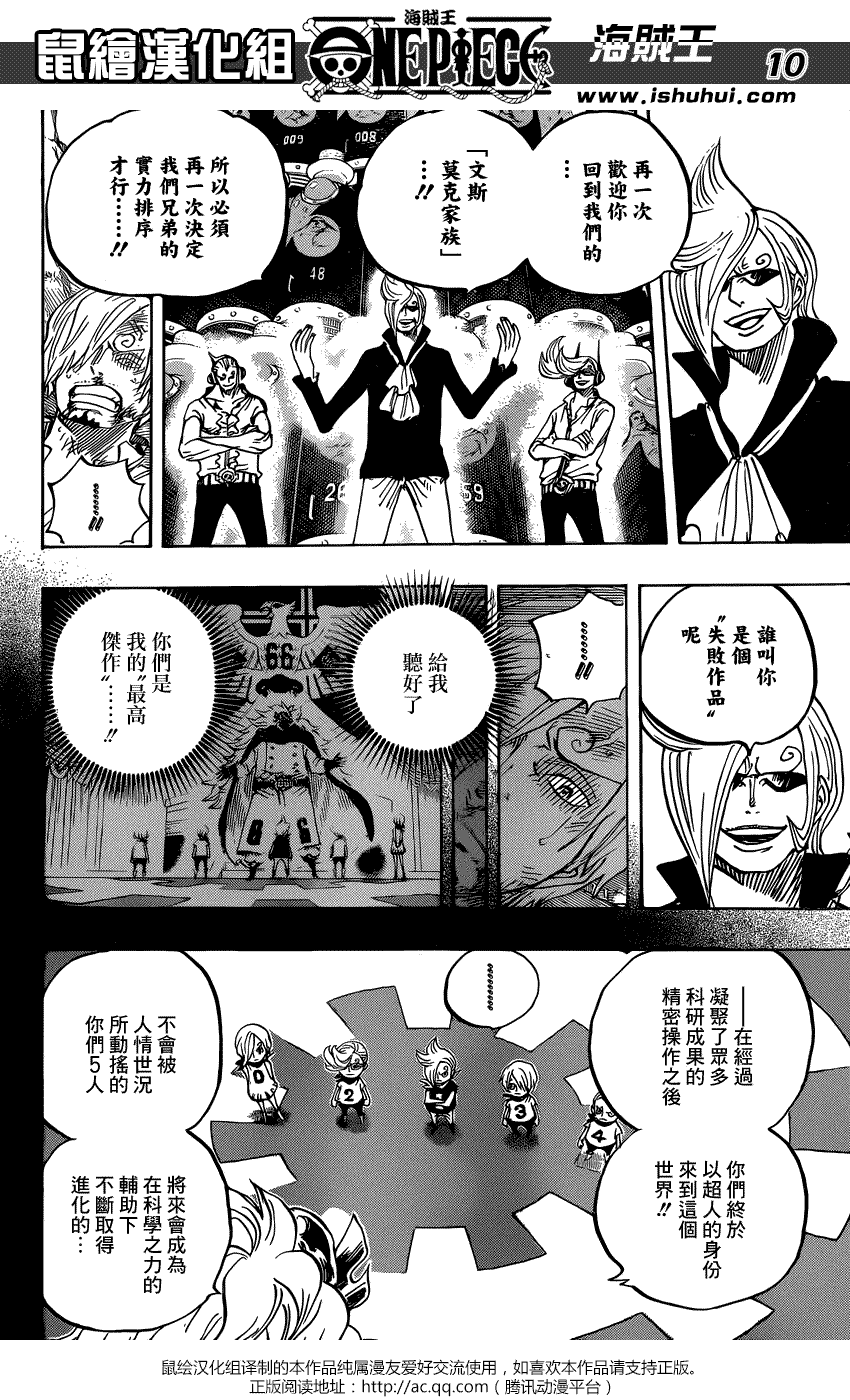 鼠繪漢化組
海賊王
ONE PIECE
海賊王
10
www.ishuhui.com
再一次
歡迎你
回到我們的
…
「文斯
莫克家族」
…!!
所以必須
再一次決定
我們兄弟的
實力排序
才行……!!
009
008
48
26
59
………!!
誰叫你
是個
〝失敗作品〞
呢
………!!
給我
聽好了
你們是
我的〝最高
傑作〞……!!
66
6
6
…………
——在經過
凝聚了眾多
科研成果的
精密操作之後
你們終於
以超人的身份
來到這個
世界!!
不會被
人情世況
所動搖的
你們5人
將來會成為
在科學之力的
輔助下
不斷取得
進化的…
0
2
3
4
鼠绘汉化组译制的本作品纯属漫友爱好交流使用，如喜欢本作品请支持正版。
正版阅读地址：http://ac.qq.com（腾讯动漫平台）